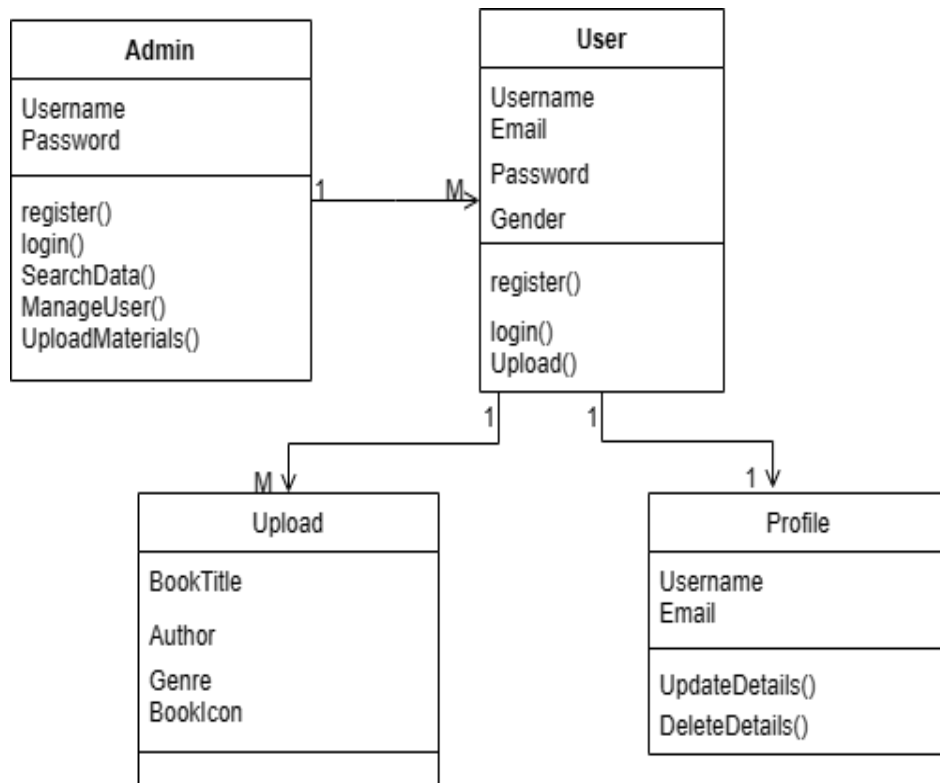 Admin
Username
Password
register()
login()
SearchData()
ManageUser()
UploadMaterials()
1
M
User
Username
Email
Password
Gender
register()
login()
Upload()
1
1
M
1
Upload
BookTitle
Author
Genre
BookIcon
Profile
Username
Email
UpdateDetails()
DeleteDetails()